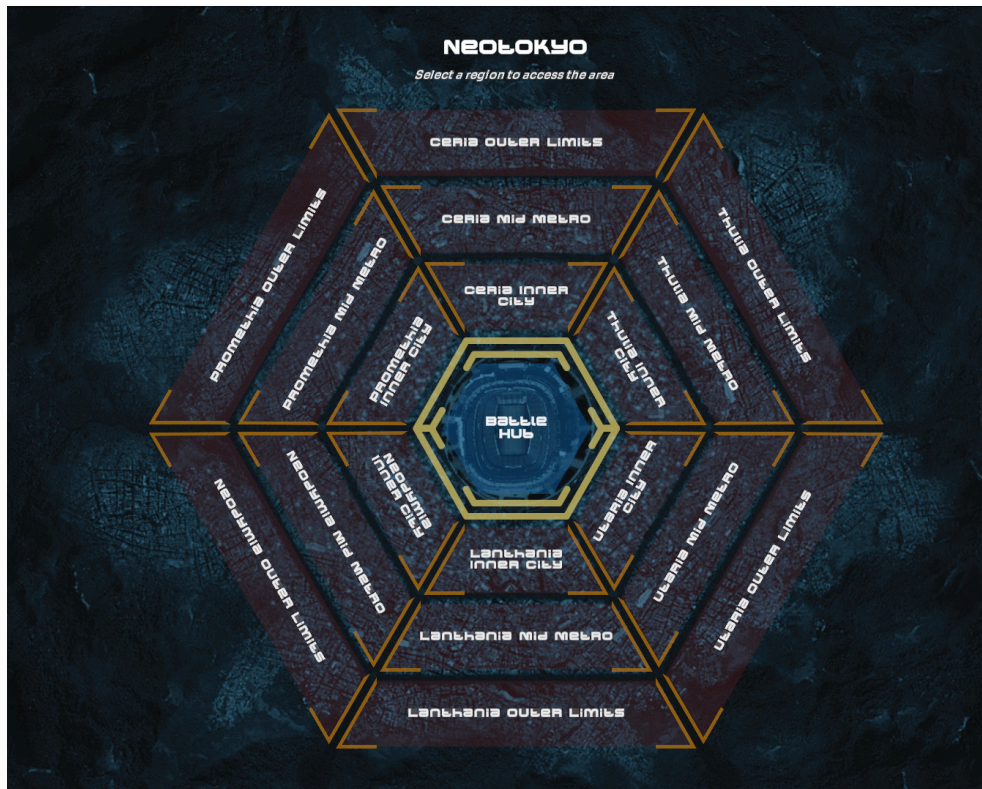 Neotokyo
Select a region to access the area
Ceria Outer Limits
Ceria Mid Metro
Ceria Inner
City
Promethia Outer Limits
Promethia Mid Metro
Promethia
Inner City
Thulia Inner
City
Thulia Mid Metro
Thulia Outer Limits
Battle
Hub
Neodymia Outer Limits
Neodymia Mid Metro
Neodymia
Inner City
Utaria Inner
City
Utaria Mid Metro
Utaria Outer Limits
Lanthania
Inner City
Lanthania Mid Metro
Lanthania Outer Limits